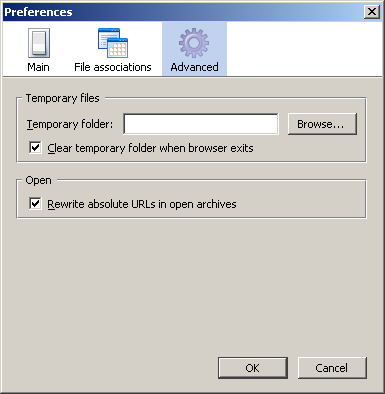 Preferences
Main File associations Advanced
Temporary files
Temporary folder: Browse...
Clear temporary folder when browser exits
Open
Rewrite absolute URLs in open archives
OK Cancel